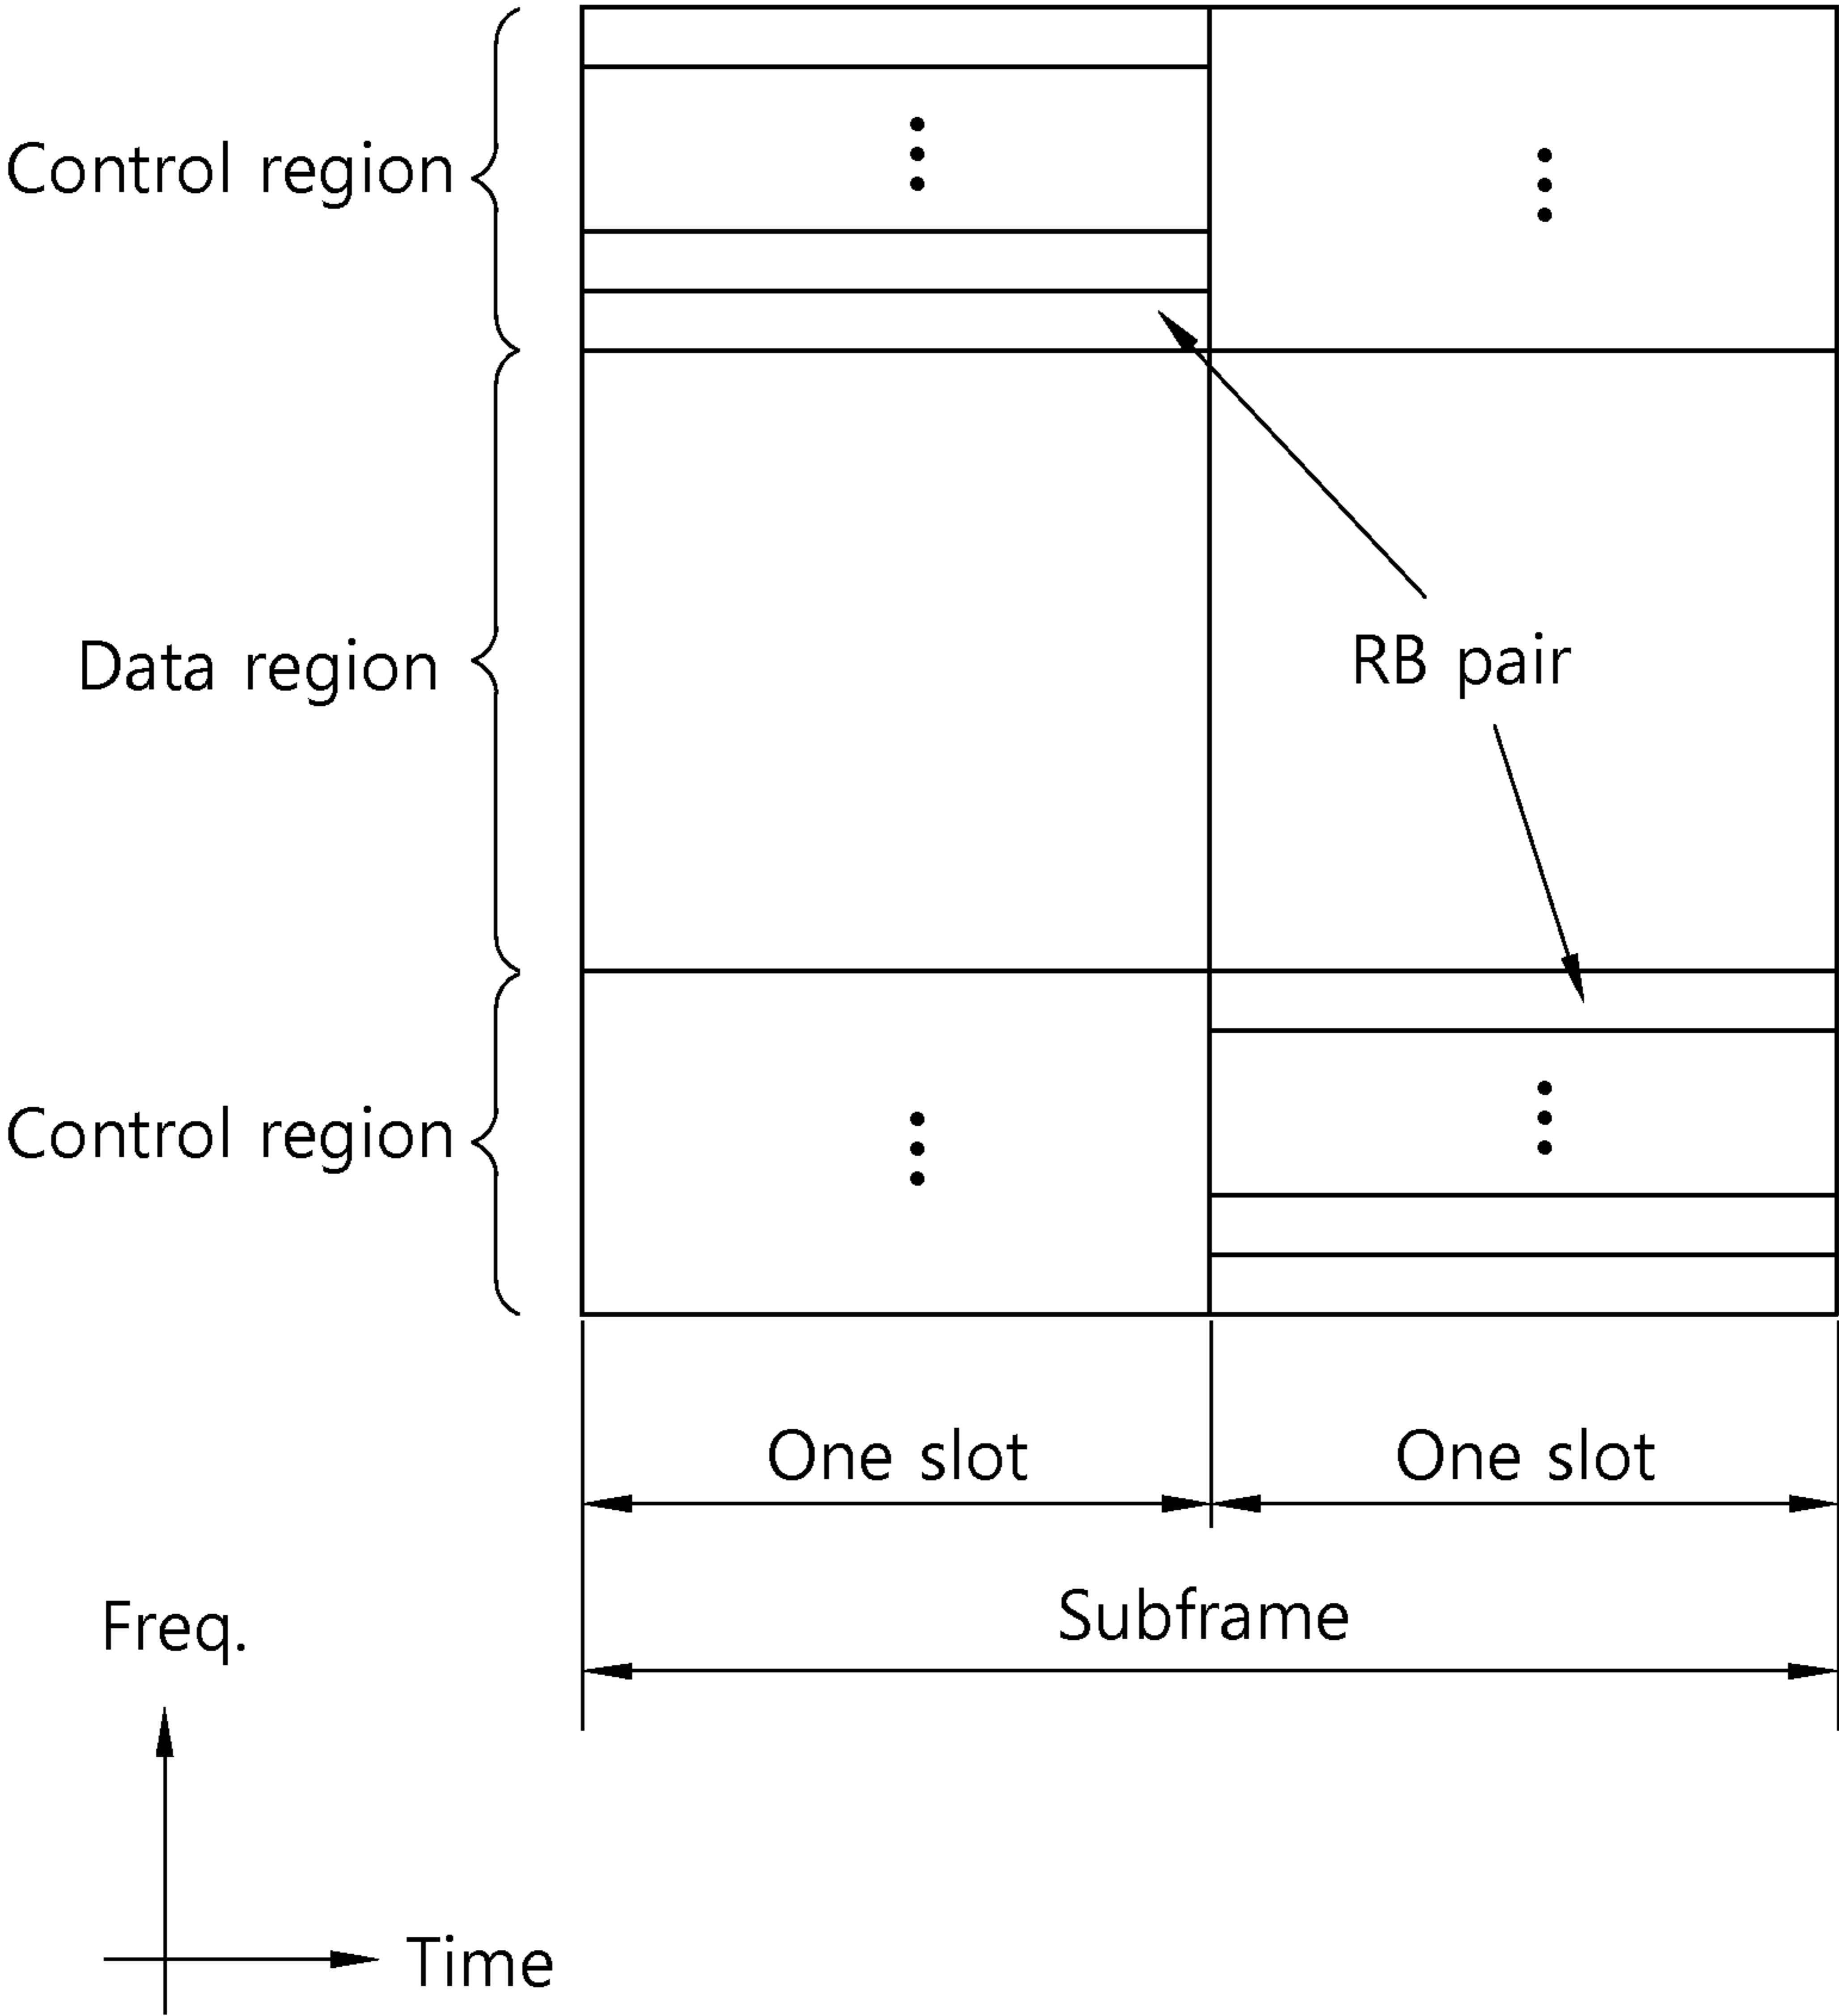 Control region
Data region
RB pair
Control region
One slot
One slot
Subframe
Freq.
Time